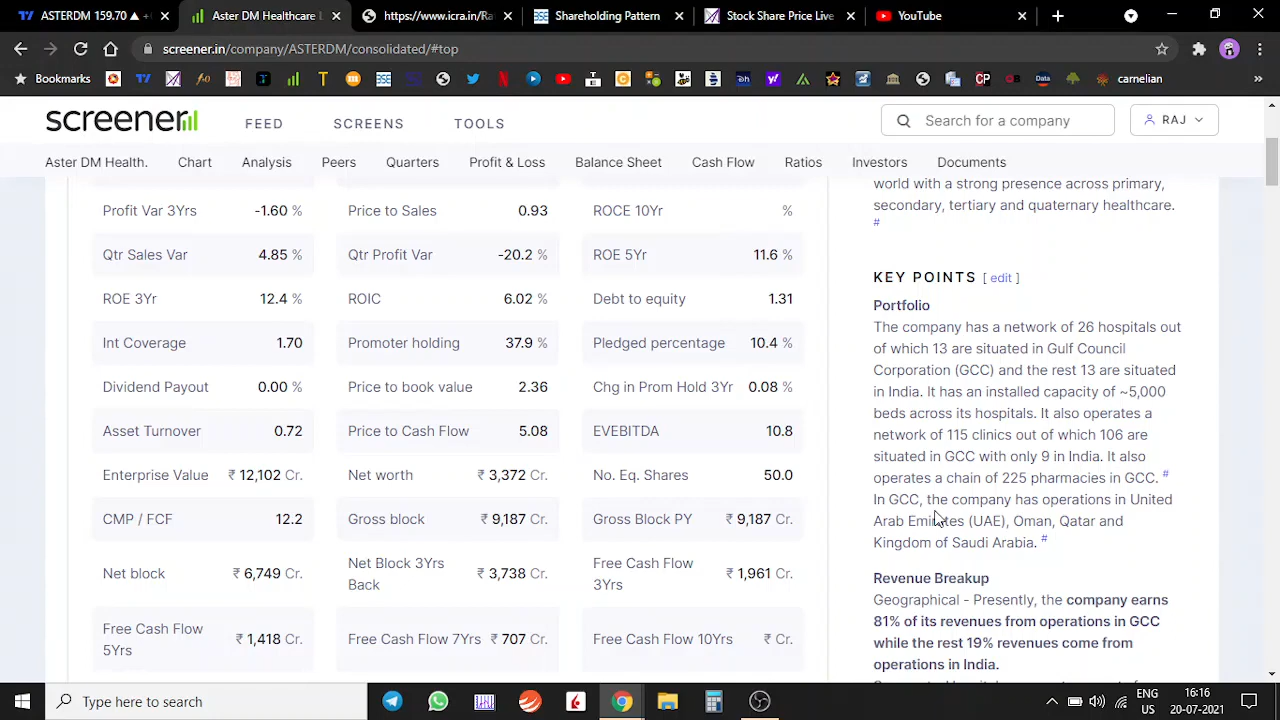 ASTERDM 159.70 ▲ +
Aster DM Healthcare L
https://www.icra.in/Ra
Shareholding Pattern
Stock Share Price Live
YouTube
screener.in/company/ASTERDM/consolidated/#top
Bookmarks
carnelian
screener
FEED
SCREENS
TOOLS
Search for a company
RAJ
Aster DM Health.
Chart
Analysis
Peers
Quarters
Profit & Loss
Balance Sheet
Cash Flow
Ratios
Investors
Documents
Profit Var 3Yrs -1.60 %
Price to Sales 0.93
ROCE 10Yr %
Qtr Sales Var 4.85 %
Qtr Profit Var -20.2 %
ROE 5Yr 11.6 %
ROE 3Yr 12.4 %
ROIC 6.02 %
Debt to equity 1.31
Int Coverage 1.70
Promoter holding 37.9 %
Pledged percentage 10.4 %
Dividend Payout 0.00 %
Price to book value 2.36
Chg in Prom Hold 3Yr 0.08 %
Asset Turnover 0.72
Price to Cash Flow 5.08
EVEBITDA 10.8
Enterprise Value ₹ 12,102 Cr.
Net worth ₹ 3,372 Cr.
No. Eq. Shares 50.0
CMP / FCF 12.2
Gross block ₹ 9,187 Cr.
Gross Block PY ₹ 9,187 Cr.
Net block ₹ 6,749 Cr.
Net Block 3Yrs
Back ₹ 3,738 Cr.
Free Cash Flow
3Yrs ₹ 1,961 Cr.
Free Cash Flow
5Yrs ₹ 1,418 Cr.
Free Cash Flow 7Yrs ₹ 707 Cr.
Free Cash Flow 10Yrs ₹ Cr.
world with a strong presence across primary,
secondary, tertiary and quaternary healthcare.
#
KEY POINTS [ edit ]
Portfolio
The company has a network of 26 hospitals out
of which 13 are situated in Gulf Council
Corporation (GCC) and the rest 13 are situated
in India. It has an installed capacity of ~5,000
beds across its hospitals. It also operates a
network of 115 clinics out of which 106 are
situated in GCC with only 9 in India. It also
operates a chain of 225 pharmacies in GCC. #
In GCC, the company has operations in United
Arab Emirates (UAE), Oman, Qatar and
Kingdom of Saudi Arabia. #
Revenue Breakup
Geographical - Presently, the company earns
81% of its revenues from operations in GCC
while the rest 19% revenues come from
operations in India.
Type here to search
ENG
US
16:16
20-07-2021